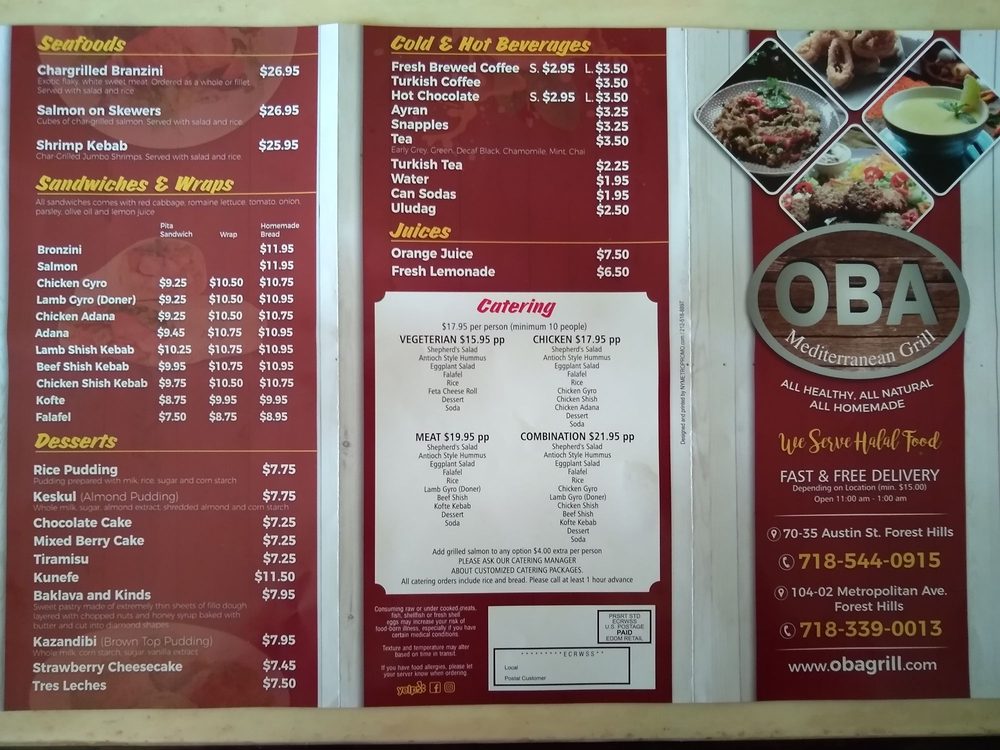 Seafoods
Chargrilled Branzini $26.95
Exotic flaky, white sweet meat. Ordered as a whole or fillet.
Served with salad and rice
Salmon on Skewers $26.95
Cubes of char-grilled salmon. Served with salad and rice.
Shrimp Kebab $25.95
Char-Grilled Jumbo Shrimps. Served with salad and rice.
Sandwiches & Wraps
All sandwiches comes with red cabbage, romaine lettuce, tomato, onion,
parsley, olive oil and lemon juice
Pita Sandwich Wrap Homemade Bread
Bronzini $11.95
Salmon $11.95
Chicken Gyro $9.25 $10.50 $10.75
Lamb Gyro (Doner) $9.25 $10.50 $10.95
Chicken Adana $9.25 $10.50 $10.75
Adana $9.45 $10.75 $10.95
Lamb Shish Kebab $10.25 $10.75 $10.95
Beef Shish Kebab $9.95 $10.75 $10.95
Chicken Shish Kebab $9.75 $10.50 $10.75
Kofte $8.75 $9.95 $9.95
Falafel $7.50 $8.75 $8.95
Desserts
Rice Pudding $7.75
Pudding prepared with milk, rice, sugar and corn starch
Keskul (Almond Pudding) $7.75
Whole milk, sugar, almond extract, shredded almond and corn starch
Chocolate Cake $7.25
Mixed Berry Cake $7.25
Tiramisu $7.25
Kunefe $11.50
Baklava and Kinds $7.95
Sweet pastry made of extremely thin sheets of fillo dough
layered with chopped nuts and honey syrup baked with
butter and cut into diamond shapes
Kazandibi (Brown Top Pudding) $7.95
Whole milk, corn starch, sugar, vanilla extract
Strawberry Cheesecake $7.45
Tres Leches $7.50
Cold & Hot Beverages
Fresh Brewed Coffee S. $2.95 L. $3.50
Turkish Coffee $3.50
Hot Chocolate S. $2.95 L. $3.50
Ayran $3.25
Snapples $3.25
Tea $3.50
Early Grey, Green, Decaf Black, Chamomile, Mint, Chai
Turkish Tea $2.25
Water $1.95
Can Sodas $1.95
Uludag $2.50
Juices
Orange Juice $7.50
Fresh Lemonade $6.50
Catering
$17.95 per person (minimum 10 people)
VEGETERIAN $15.95 pp
Shepherd's Salad
Antioch Style Hummus
Eggplant Salad
Falafel
Rice
Feta Cheese Roll
Dessert
Soda
CHICKEN $17.95 pp
Shepherd's Salad
Antioch Style Hummus
Eggplant Salad
Falafel
Rice
Chicken Gyro
Chicken Shish
Chicken Adana
Dessert
Soda
MEAT $19.95 pp
Shepherd's Salad
Antioch Style Hummus
Eggplant Salad
Falafel
Rice
Lamb Gyro (Doner)
Beef Shish
Kofte Kebab
Dessert
Soda
COMBINATION $21.95 pp
Shepherd's Salad
Antioch Style Hummus
Eggplant Salad
Falafel
Rice
Chicken Gyro
Lamb Gyro (Doner)
Chicken Shish
Beef Shish
Kofte Kebab
Dessert
Soda
Add grilled salmon to any option $4.00 extra per person
PLEASE ASK OUR CATERING MANAGER
ABOUT CUSTOMIZED CATERING PACKAGES.
All catering orders include rice and bread. Please call at least 1 hour advance
Consuming raw or under cooked meats,
fish, shellfish or fresh shell
eggs may increase your risk of
food-born illness, especially if you have
certain medical conditions.
Texture and temperature may alter
based on time in transit.
If you have food allergies, please let
your server know when ordering.
yelp
PRSRT STD
ECRWSS
U.S. POSTAGE
PAID
EDDM RETAIL
*********ECRWSS**
Local
Postal Customer
Designed and printed by NYMETROPROMO.com
OBA
Mediterranean Grill
ALL HEALTHY, ALL NATURAL
ALL HOMEMADE
We Serve Halal Food
FAST & FREE DELIVERY
Depending on Location (min. $15.00)
Open 11:00 am - 1:00 am
70-35 Austin St. Forest Hills
718-544-0915
104-02 Metropolitan Ave.
Forest Hills
718-339-0013
www.obagrill.com